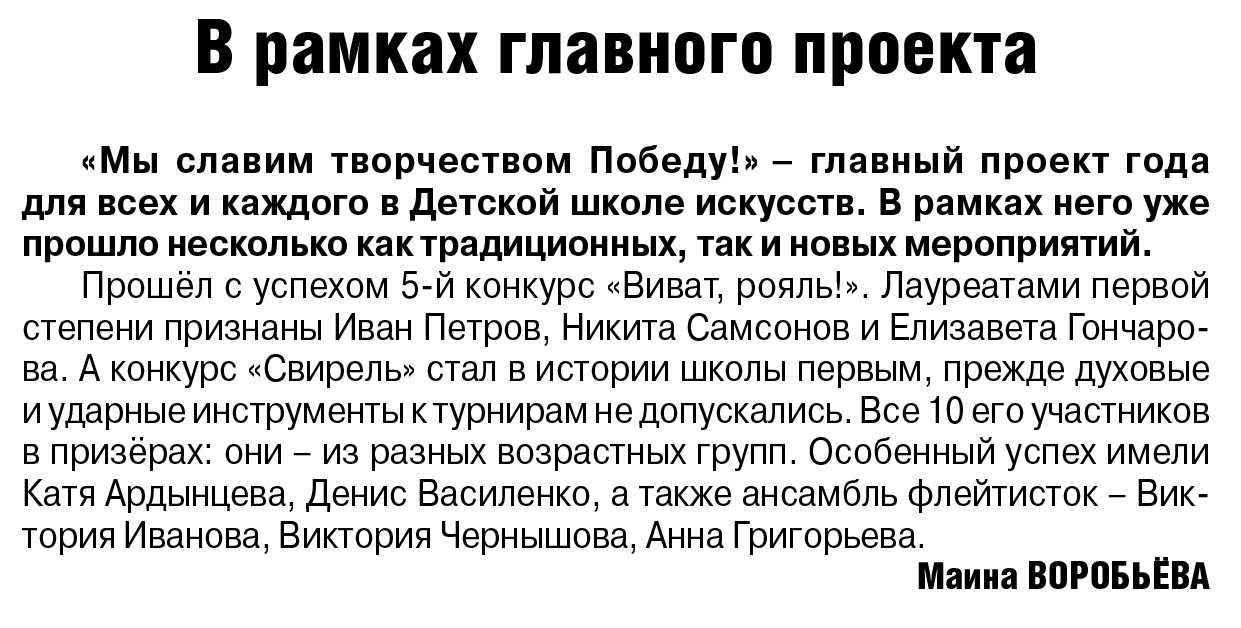 В рамках главного проекта
«Мы славим творчеством Победу!» – главный проект года
для всех и каждого в Детской школе искусств. В рамках него уже
прошло несколько как традиционных, так и новых мероприятий.
Прошёл с успехом 5-й конкурс «Виват, рояль!». Лауреатами первой
степени признаны Иван Петров, Никита Самсонов и Елизавета Гончаро-
ва. А конкурс «Свирель» стал в истории школы первым, прежде духовые
и ударные инструменты к турнирам не допускались. Все 10 его участников
в призёрах: они – из разных возрастных групп. Особенный успех имели
Катя Ардынцева, Денис Василенко, а также ансамбль флейтисток – Вик-
тория Иванова, Виктория Чернышова, Анна Григорьева.
Маина ВОРОБЬЁВА